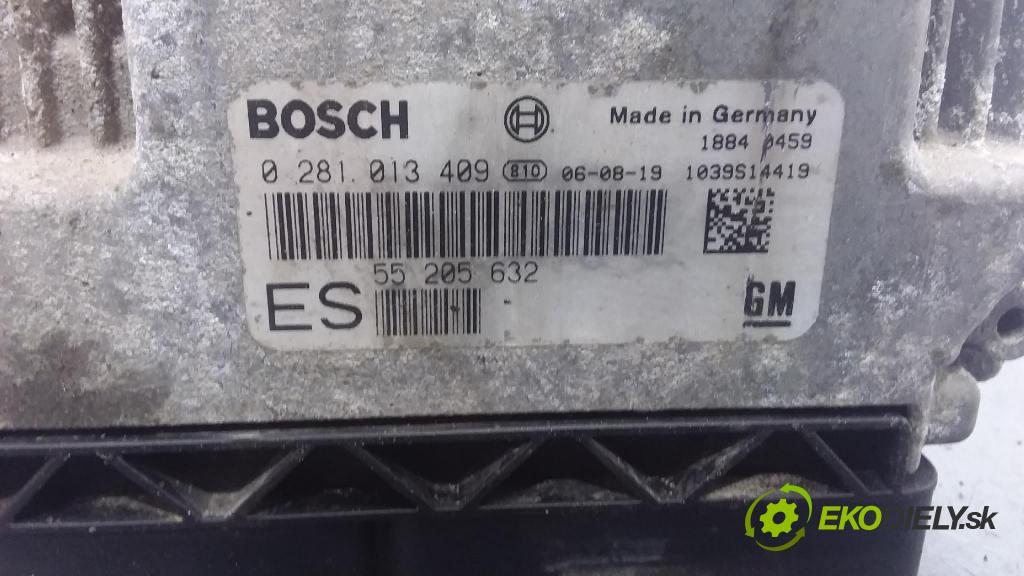 BOSCH
Made in Germany
1884 0459
0 281 013 409 810 06-08-19 1039S14419
55 205 632
ES
GM
EKODIELY.sk